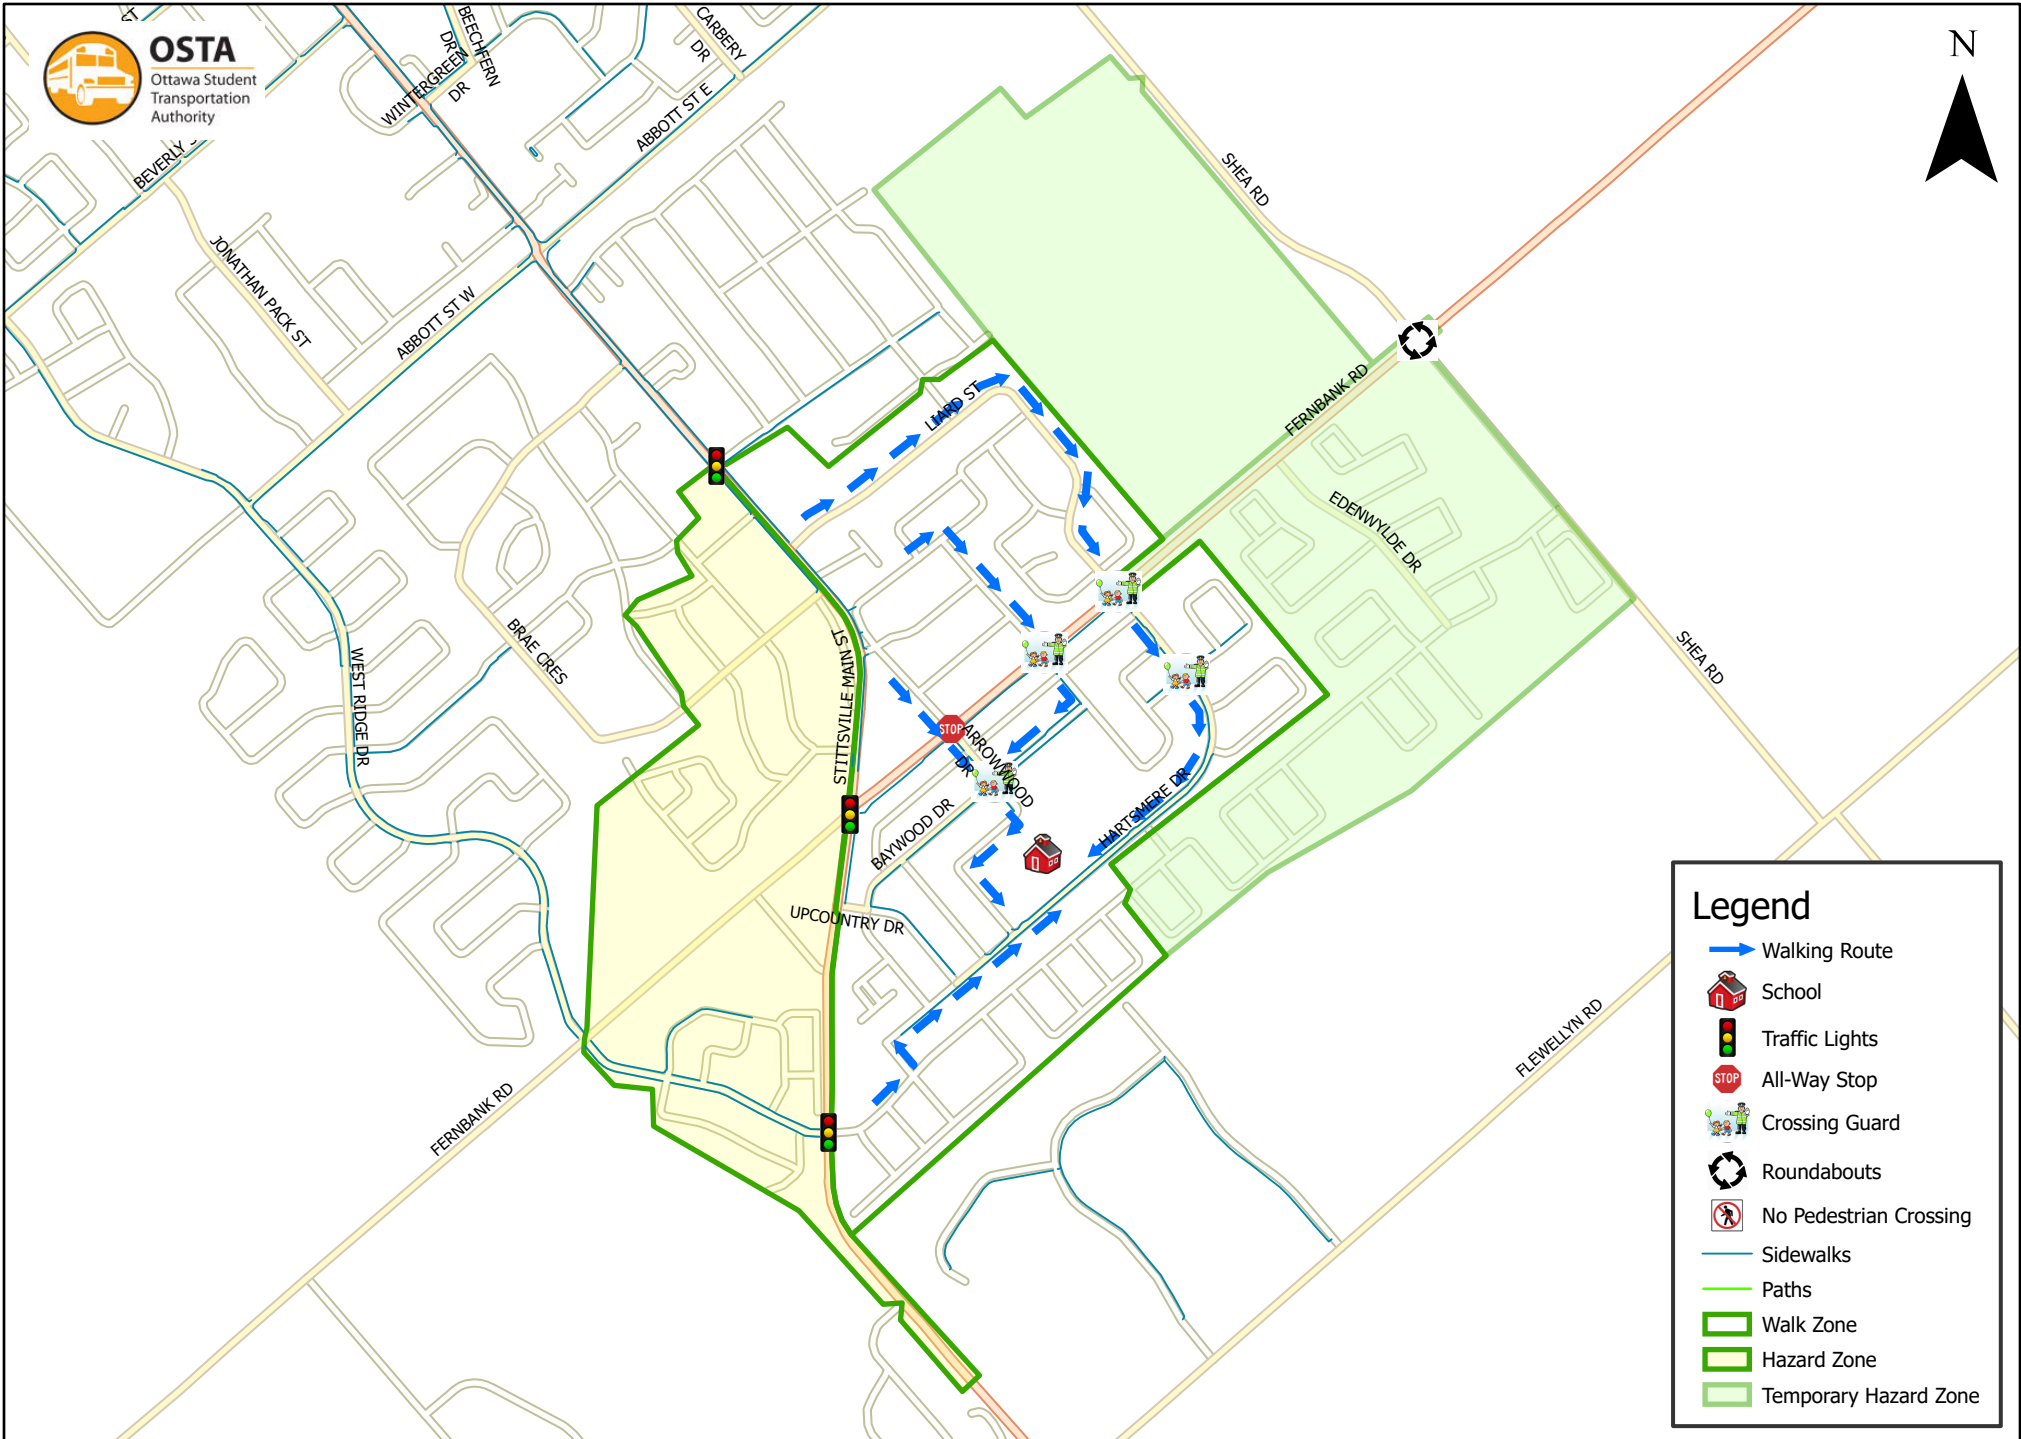 OSTA
Ottawa Student
Transportation
Authority
N
BEECHFERN
DR
CARBERY
DR
WINTERGREEN
DR
ABBOTT ST E
BEVERLY S
JONATHAN PACK ST
ABBOTT ST W
SHEA RD
LIARD ST
FERNBANK RD
EDENWYLDE DR
BRAE CRES
WEST RIDGE DR
STITTSVILLE MAIN ST
SHEA RD
STOP
ARROWWOOD
DR
BAYWOOD DR
HARTSMERE DR
UPCOUNTRY DR
FERNBANK RD
FLEWELLYN RD
Legend
Walking Route
School
Traffic Lights
STOP
All-Way Stop
Crossing Guard
Roundabouts
No Pedestrian Crossing
Sidewalks
Paths
Walk Zone
Hazard Zone
Temporary Hazard Zone